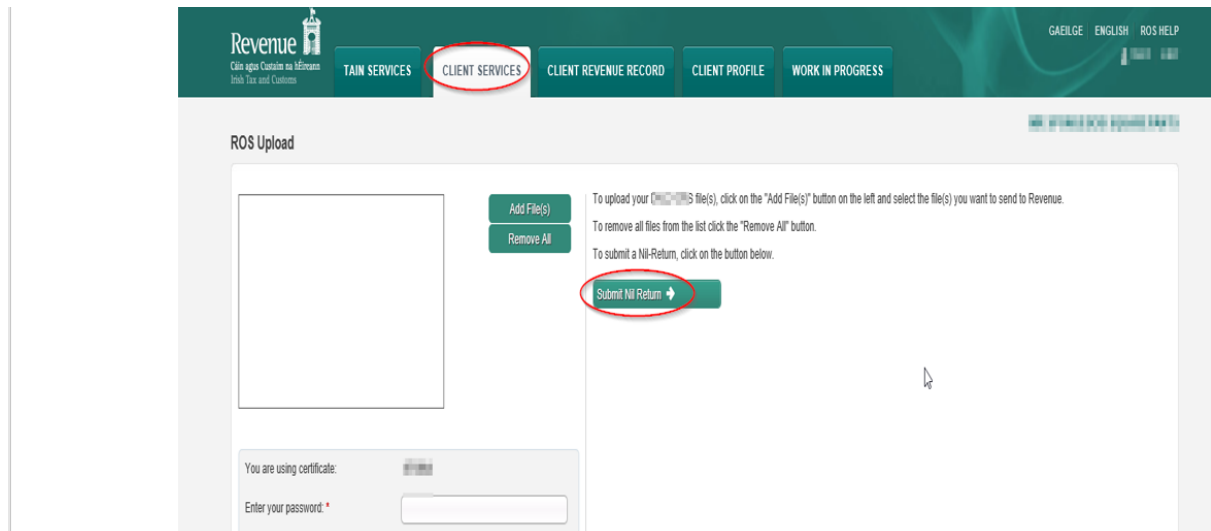 GAEILGE ENGLISH ROS HELP
Revenue
Cáin agus Custaim na hÉireann
Irish Tax and Customs
TAIN SERVICES CLIENT SERVICES CLIENT REVENUE RECORD CLIENT PROFILE WORK IN PROGRESS
ROS Upload
Add File(s)
Remove All
To upload your file(s), click on the "Add File(s)" button on the left and select the file(s) you want to send to Revenue.
To remove all files from the list click the "Remove All" button.
To submit a Nil-Return, click on the button below.
Submit Nil Return
You are using certificate:
Enter your password: *